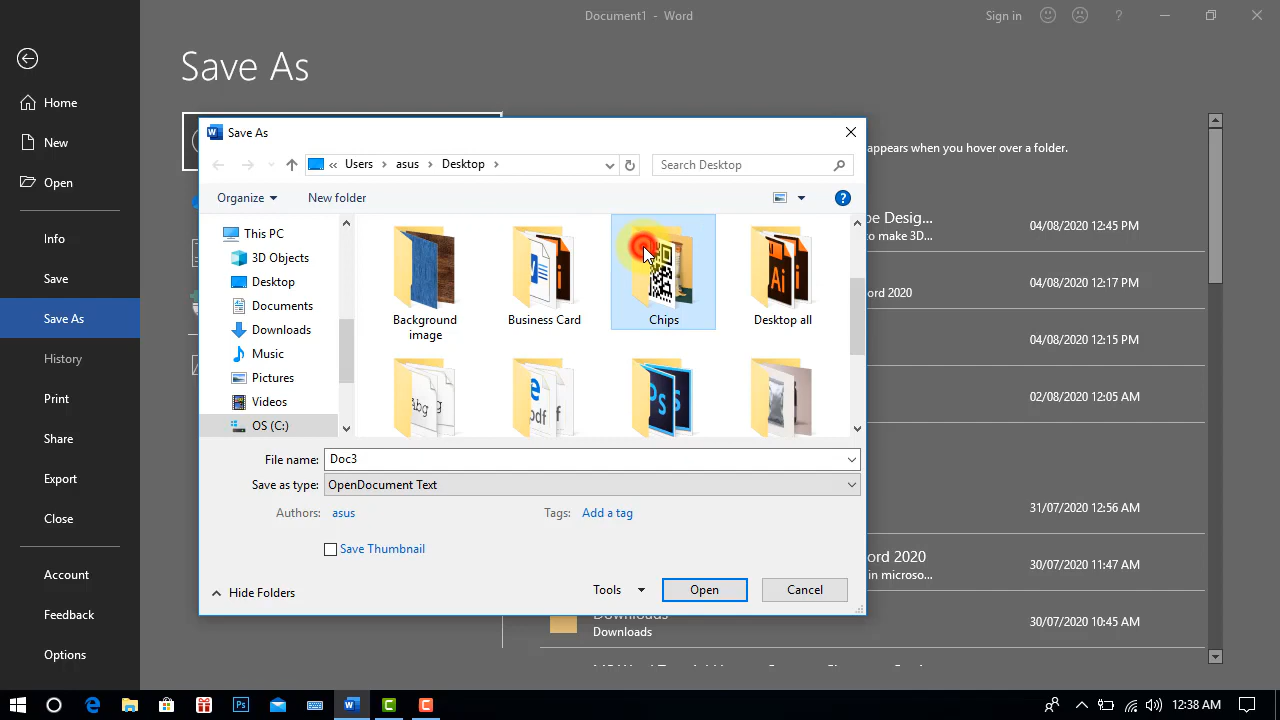 Document1 - Word
Sign in
?
Save As
Home
New
Open
Info
Save
Save As
History
Print
Share
Export
Close
Account
Feedback
Options
Save As
« Users > asus > Desktop >
Search Desktop
Organize
New folder
?
This PC
3D Objects
Desktop
Documents
Downloads
Music
Pictures
Videos
OS (C:)
Background
image
Business Card
Chips
Desktop all
File name: Doc3
Save as type: OpenDocument Text
Authors: asus
Tags: Add a tag
Save Thumbnail
Hide Folders
Tools
Open
Cancel
appears when you hover over a folder.
pe Desig...
to make 3D...
04/08/2020 12:45 PM
ord 2020
04/08/2020 12:17 PM
04/08/2020 12:15 PM
02/08/2020 12:05 AM
31/07/2020 12:56 AM
ord 2020
in microso...
30/07/2020 11:47 AM
Downloads
Downloads
30/07/2020 10:45 AM
12:38 AM